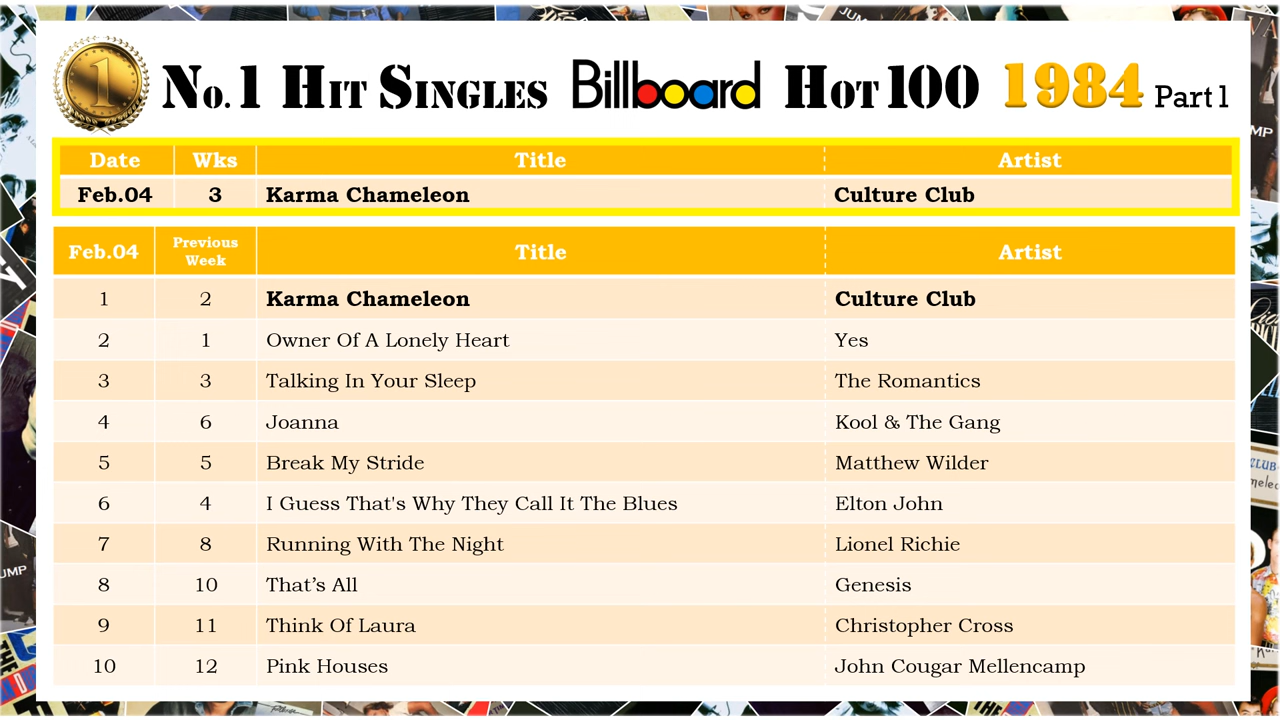 1 No. 1 Hit Singles Billboard Hot 100 1984 Part 1
Date Wks Title Artist
Feb.04 3 Karma Chameleon Culture Club
Feb.04 Previous Week Title Artist
1 2 Karma Chameleon Culture Club
2 1 Owner Of A Lonely Heart Yes
3 3 Talking In Your Sleep The Romantics
4 6 Joanna Kool & The Gang
5 5 Break My Stride Matthew Wilder
6 4 I Guess That's Why They Call It The Blues Elton John
7 8 Running With The Night Lionel Richie
8 10 That’s All Genesis
9 11 Think Of Laura Christopher Cross
10 12 Pink Houses John Cougar Mellencamp